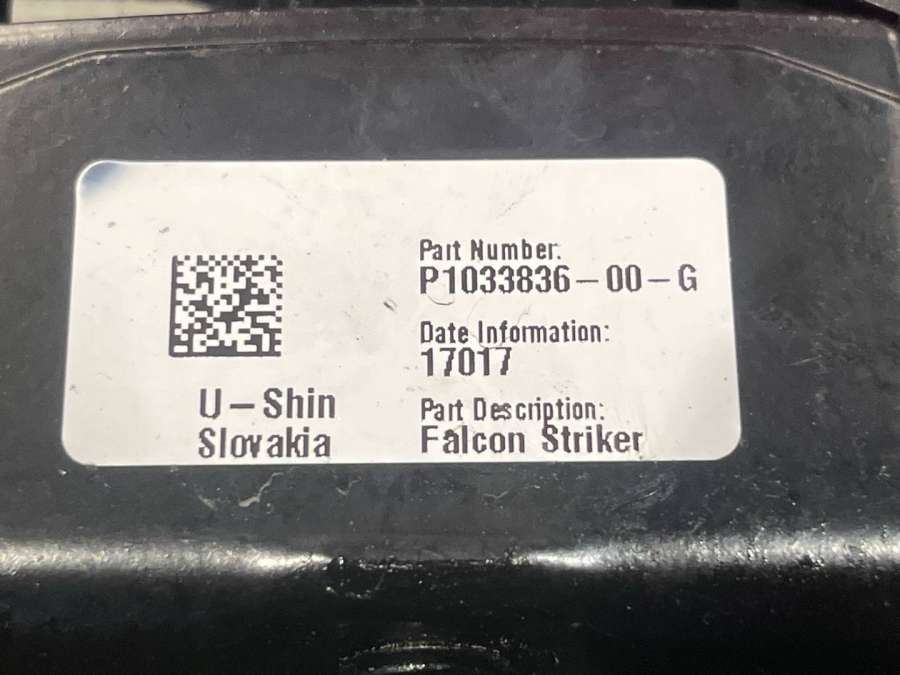 Part Number:
P1033836-00-G
Date Information:
17017
U-Shin
Slovakia
Part Description:
Falcon Striker